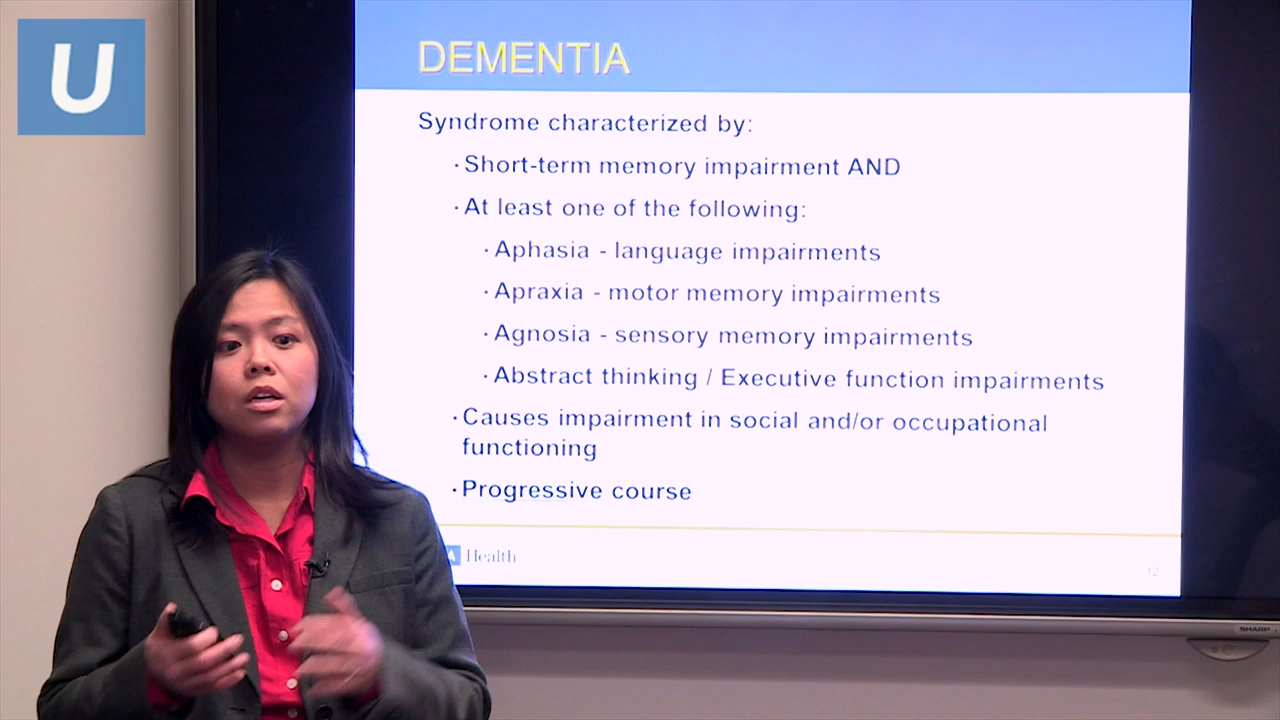 U
DEMENTIA
Syndrome characterized by:
· Short-term memory impairment AND
· At least one of the following:
· Aphasia - language impairments
· Apraxia - motor memory impairments
· Agnosia - sensory memory impairments
· Abstract thinking / Executive function impairments
· Causes impairment in social and/or occupational
functioning
· Progressive course
A Health
12
SHARP